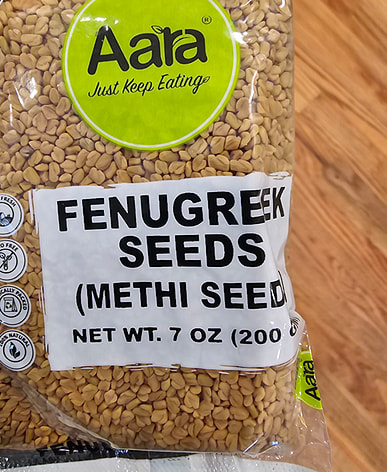 Aara®
Just Keep Eating
FENUGREEK
SEEDS
(METHI SEED
NET WT. 7 OZ (200
Aara